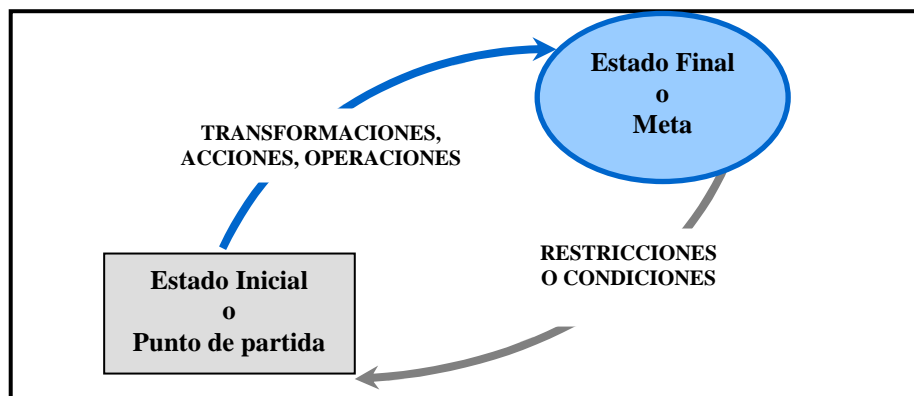 Estado Final
o
Meta
TRANSFORMACIONES,
ACCIONES, OPERACIONES
RESTRICCIONES
O CONDICIONES
Estado Inicial
o
Punto de partida